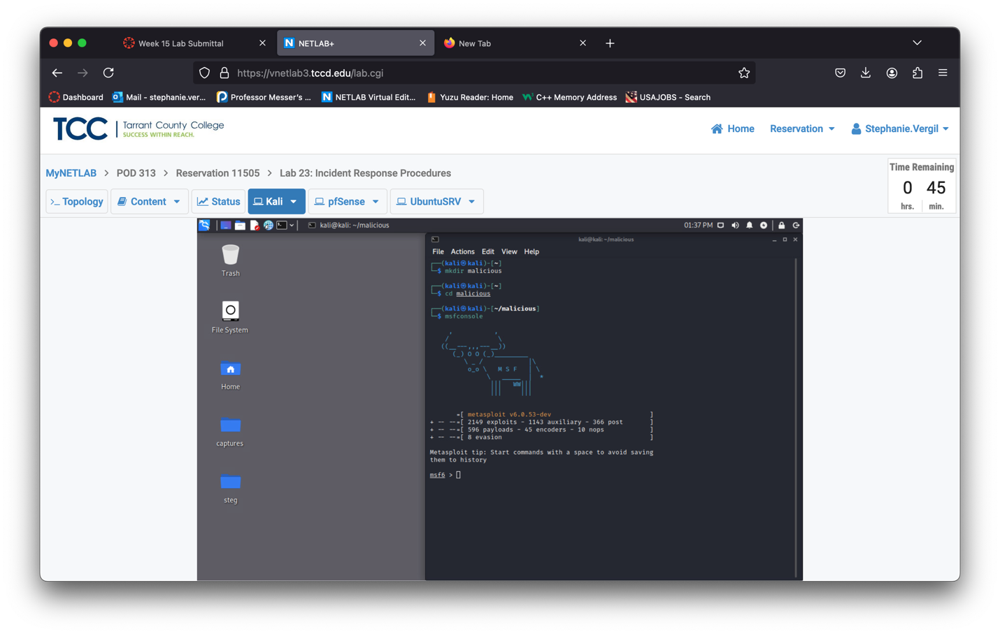 Week 15 Lab Submittal
NETLAB+
New Tab
https://vnetlab3.tccd.edu/lab.cgi
Dashboard
Mail - stephanie.ver...
Professor Messer's ...
NETLAB Virtual Edit...
Yuzu Reader: Home
C++ Memory Address
USAJOBS - Search
TCC
Tarrant County College
SUCCESS WITHIN REACH.
Home
Reservation
Stephanie.Vergil
MyNETLAB > POD 313 > Reservation 11505 > Lab 23: Incident Response Procedures
Time Remaining
0 45
hrs. min.
>_ Topology
Content
Status
Kali
pfSense
UbuntuSRV
kali@kali: ~/malicious
01:37 PM
Trash
File System
Home
captures
steg
kali@kali: ~/malicious
File Actions Edit View Help
┌──(kali㉿kali)-[~]
└─$ mkdir malicious
┌──(kali㉿kali)-[~]
└─$ cd malicious
┌──(kali㉿kali)-[~/malicious]
└─$ msfconsole
M S F
WW
=[ metasploit v6.0.53-dev ]
+ -- --=[ 2149 exploits - 1143 auxiliary - 366 post ]
+ -- --=[ 596 payloads - 45 encoders - 10 nops ]
+ -- --=[ 8 evasion ]
Metasploit tip: Start commands with a space to avoid saving
them to history
msf6 >